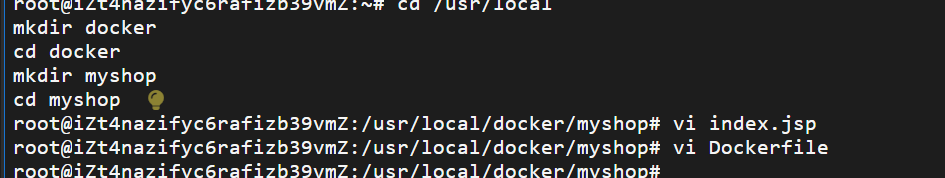 root@iZt4nazifyc6rafizb39vmZ:~# cd /usr/local
mkdir docker
cd docker
mkdir myshop
cd myshop
root@iZt4nazifyc6rafizb39vmZ:/usr/local/docker/myshop# vi index.jsp
root@iZt4nazifyc6rafizb39vmZ:/usr/local/docker/myshop# vi Dockerfile
root@iZt4nazifyc6rafizb39vmZ:/usr/local/docker/myshop#